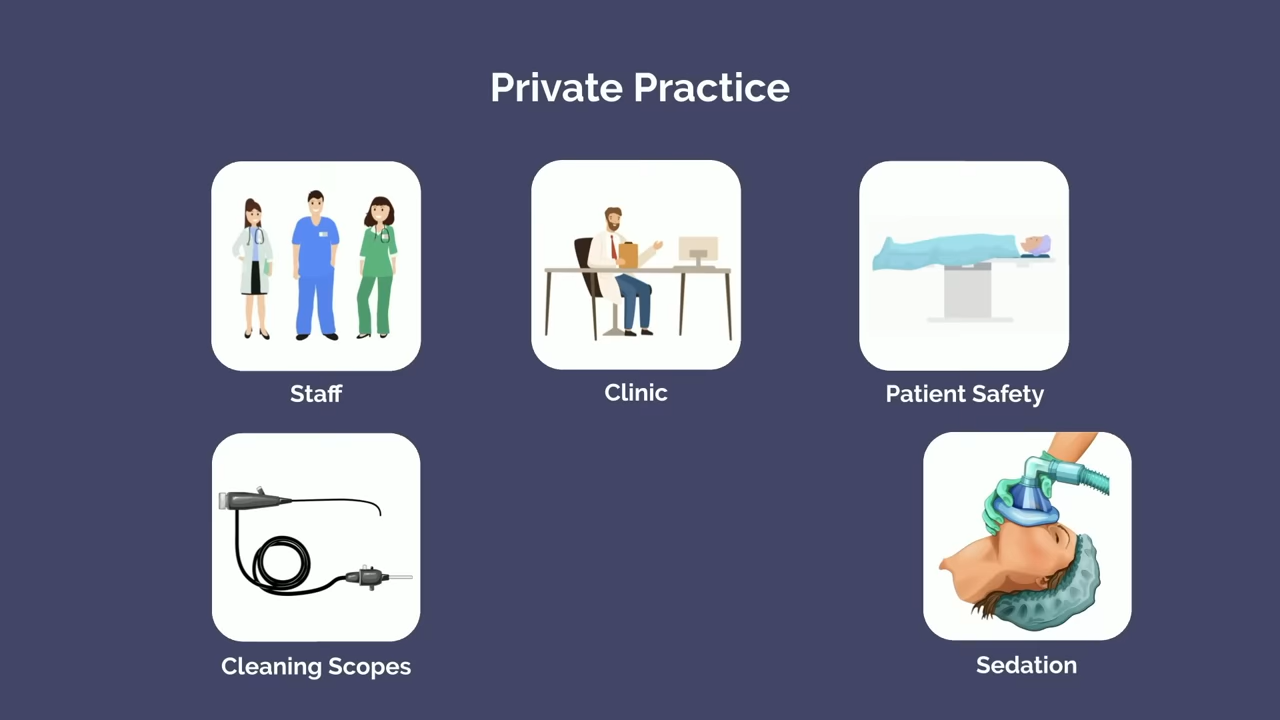 Private Practice
Staff
Clinic
Patient Safety
Cleaning Scopes
Sedation